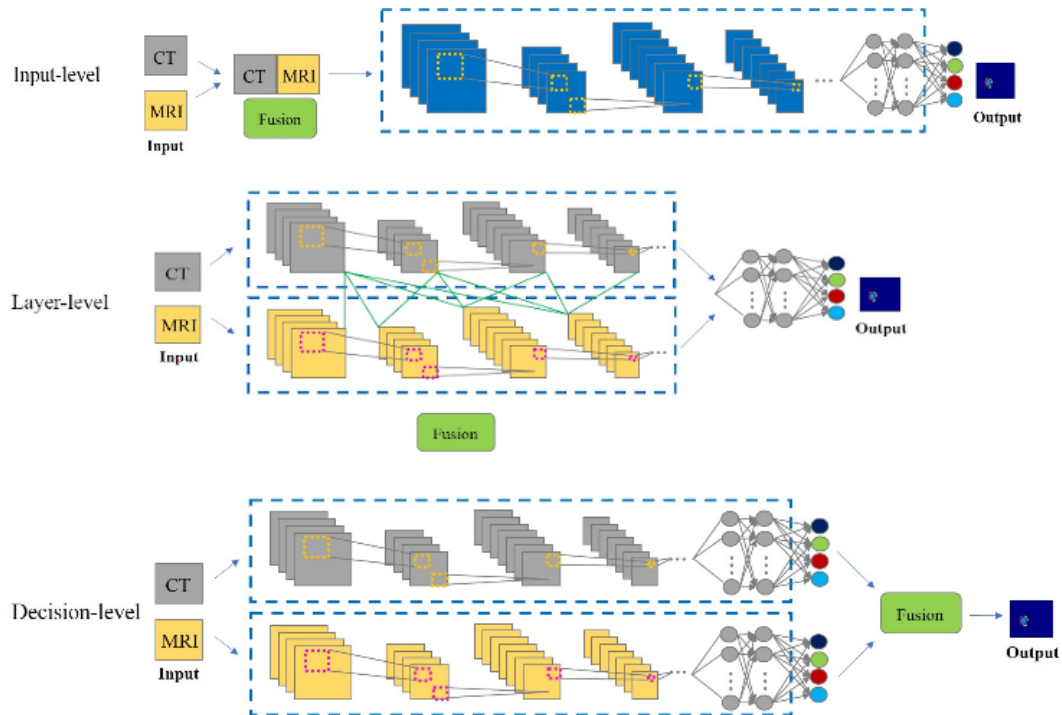 Input-level
CT
MRI
Input
CT MRI
Fusion
Output
Layer-level
CT
MRI
Input
Fusion
Output
Decision-level
CT
MRI
Input
Fusion
Output